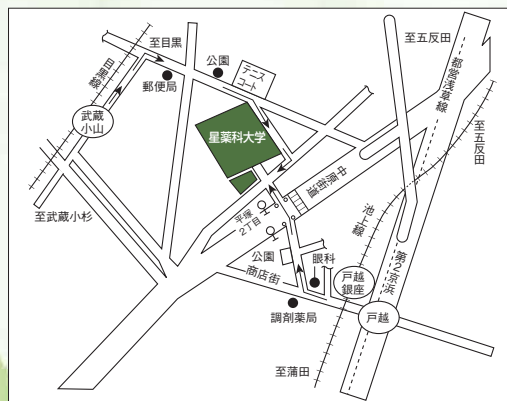 至目黒
公園
テニス
コート
至五反田
目黒線
郵便局
都営浅草線
武蔵
小山
星薬科大学
至五反田
中原
街道
池上線
至武蔵小杉
平塚
2丁目
公園
眼科
戸越
銀座
第2京浜
商店街
調剤薬局
戸越
至蒲田